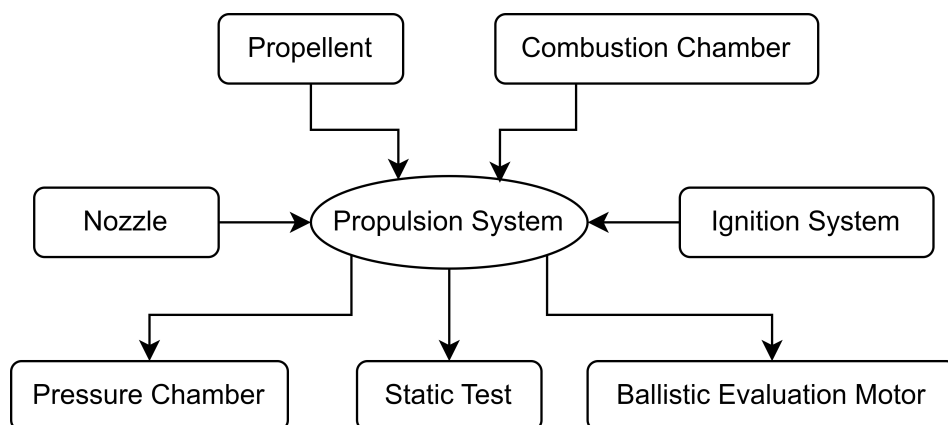 Propellent
Combustion Chamber
Nozzle
Propulsion System
Ignition System
Pressure Chamber
Static Test
Ballistic Evaluation Motor